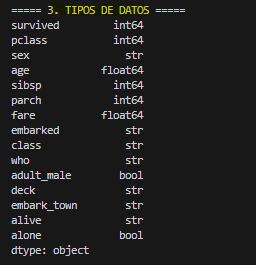 ===== 3. TIPOS DE DATOS =====
survived int64
pclass int64
sex str
age float64
sibsp int64
parch int64
fare float64
embarked str
class str
who str
adult_male bool
deck str
embark_town str
alive str
alone bool
dtype: object